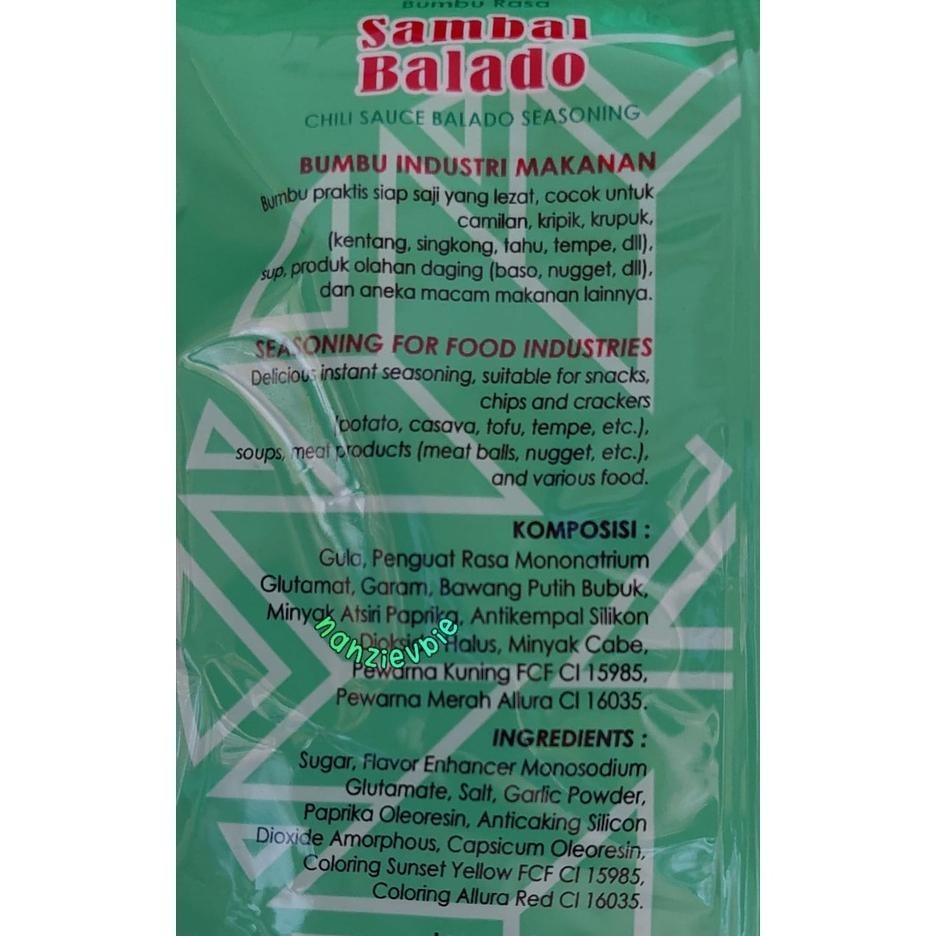 Bumbu Rasa
Sambal
Balado
CHILI SAUCE BALADO SEASONING
BUMBU INDUSTRI MAKANAN
Bumbu praktis siap saji yang lezat, cocok untuk
camilan, kripik, krupuk,
(kentang, singkong, tahu, tempe, dll),
sup, produk olahan daging (baso, nugget, dll),
dan aneka macam makanan lainnya.
SEASONING FOR FOOD INDUSTRIES
Delicious instant seasoning, suitable for snacks,
chips and crackers
(potato, casava, tofu, tempe, etc.),
soups, meat products (meat balls, nugget, etc.),
and various food.
KOMPOSISI :
Gula, Penguat Rasa Mononatrium
Glutamat, Garam, Bawang Putih Bubuk,
Minyak Atsiri Paprika, Antikempal Silikon
Dioksida Halus, Minyak Cabe,
nanzievbie
Pewarna Kuning FCF CI 15985,
Pewarna Merah Allura CI 16035.
INGREDIENTS :
Sugar, Flavor Enhancer Monosodium
Glutamate, Salt, Garlic Powder,
Paprika Oleoresin, Anticaking Silicon
Dioxide Amorphous, Capsicum Oleoresin,
Coloring Sunset Yellow FCF CI 15985,
Coloring Allura Red CI 16035.